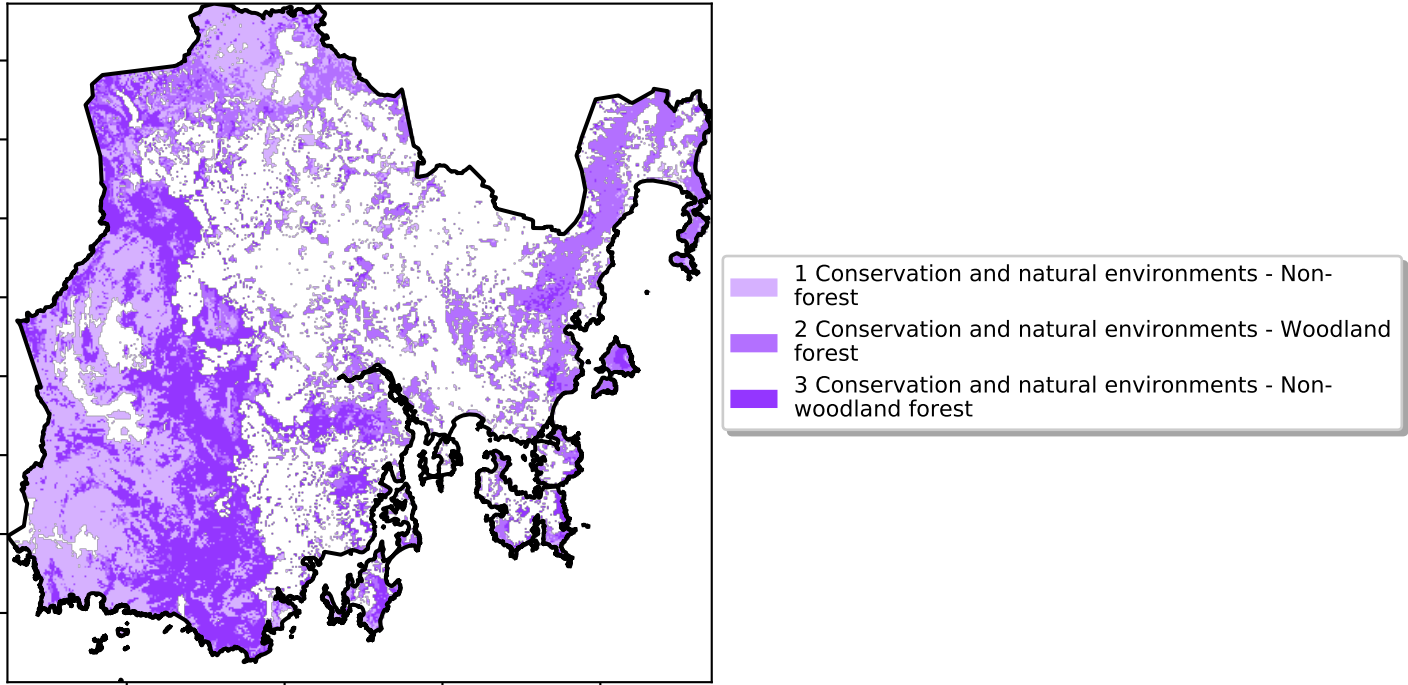 1 Conservation and natural environments - Non-
forest
2 Conservation and natural environments - Woodland
forest
3 Conservation and natural environments - Non-
woodland forest